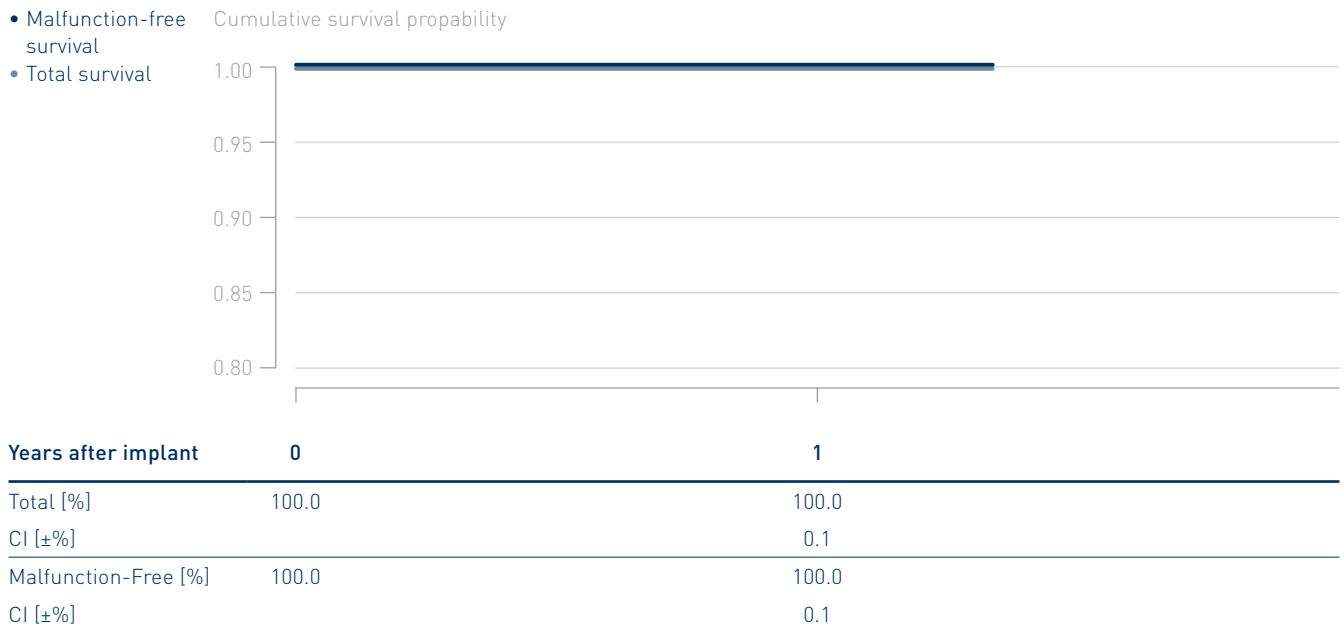 • Malfunction-free
survival
• Total survival
Cumulative survival propability
1.00
0.95
0.90
0.85
0.80
Years after implant 0 1
Total [%] 100.0 100.0
CI [±%] 0.1
Malfunction-Free [%] 100.0 100.0
CI [±%] 0.1